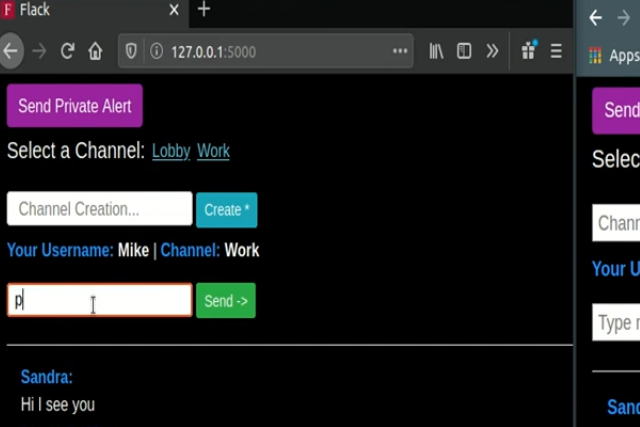 Flack
127.0.0.1:5000
Apps
Send Private Alert
Send
Select a Channel: Lobby Work
Selec
Channel Creation... Create *
Chann
Your Username: Mike | Channel: Work
Your U
p Send ->
Type
Sandra:
Sand
Hi I see you